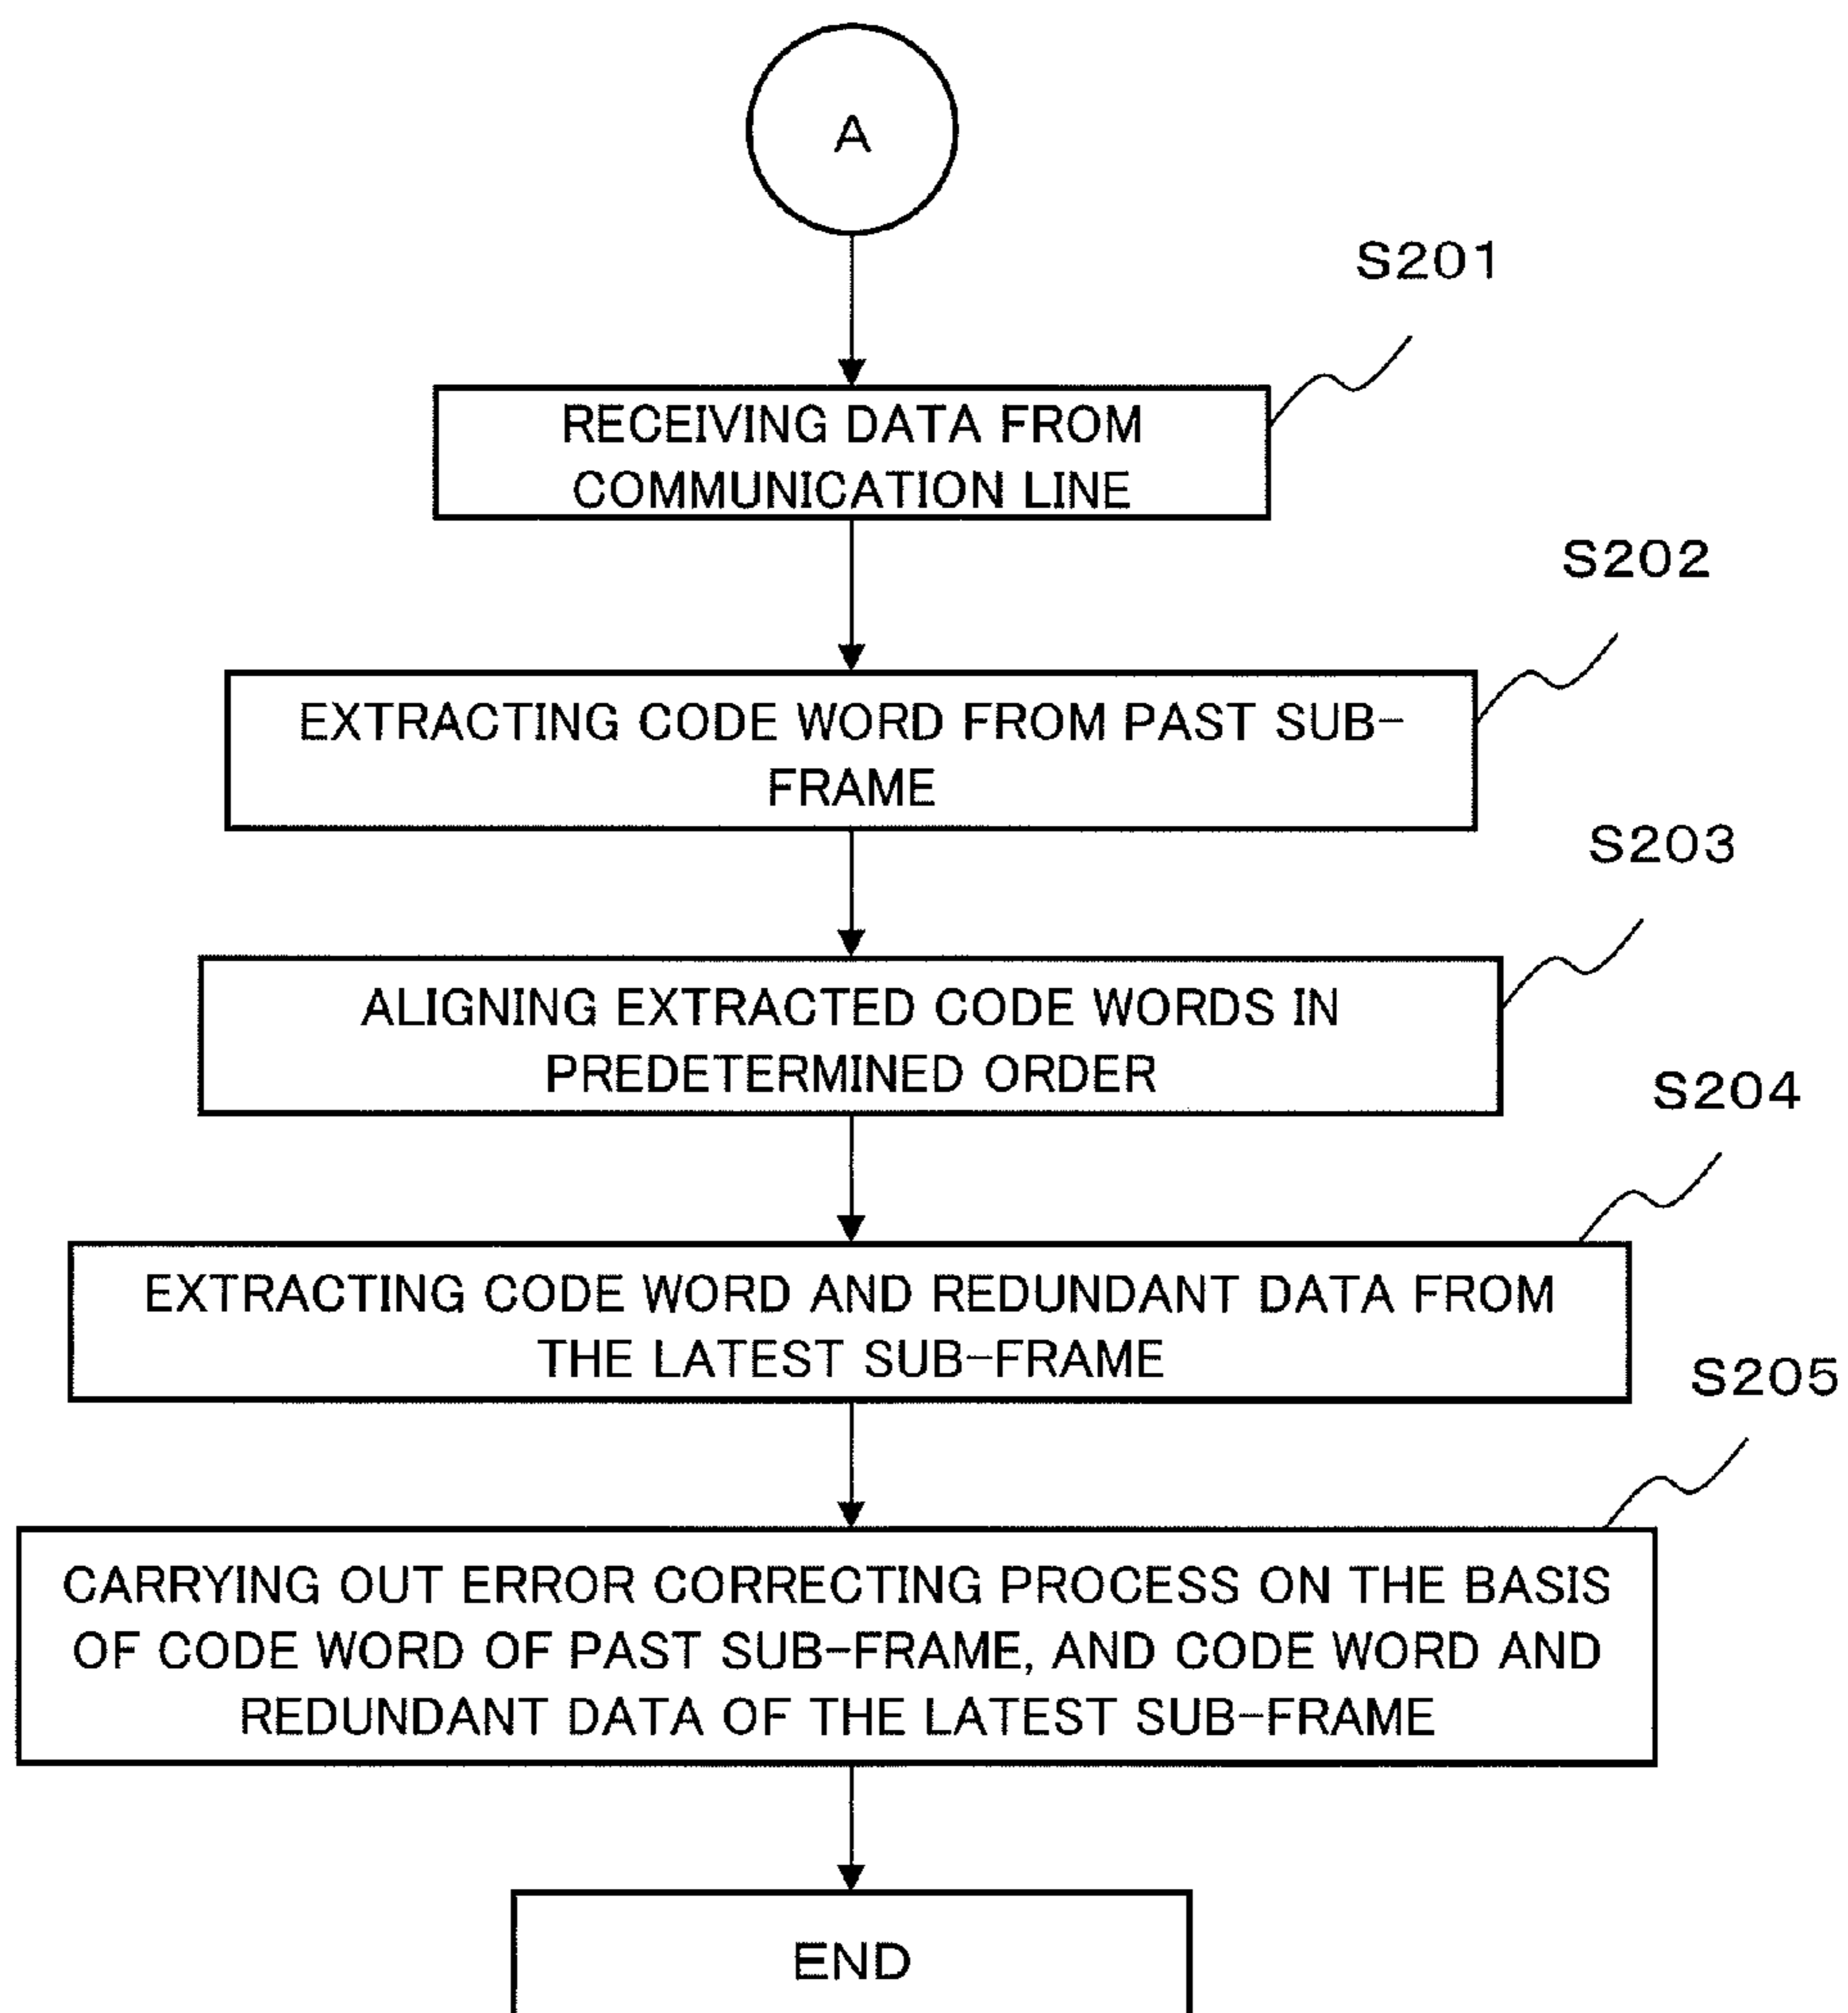 A
S201
RECEIVING DATA FROM
COMMUNICATION LINE
S202
EXTRACTING CODE WORD FROM PAST SUB-
FRAME
S203
ALIGNING EXTRACTED CODE WORDS IN
PREDETERMINED ORDER
S204
EXTRACTING CODE WORD AND REDUNDANT DATA FROM
THE LATEST SUB-FRAME
S205
CARRYING OUT ERROR CORRECTING PROCESS ON THE BASIS
OF CODE WORD OF PAST SUB-FRAME, AND CODE WORD AND
REDUNDANT DATA OF THE LATEST SUB-FRAME
END